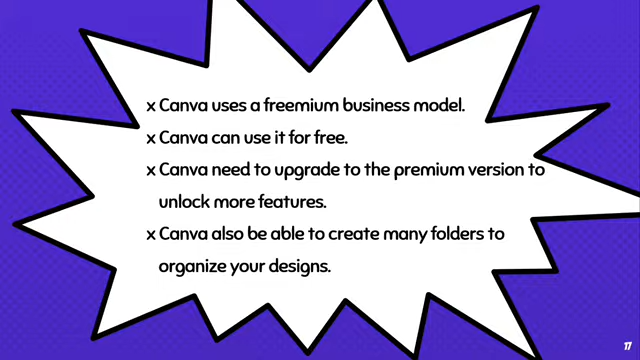 x Canva uses a freemium business model.
x Canva can use it for free.
x Canva need to upgrade to the premium version to
unlock more features.
x Canva also be able to create many folders to
organize your designs.
17